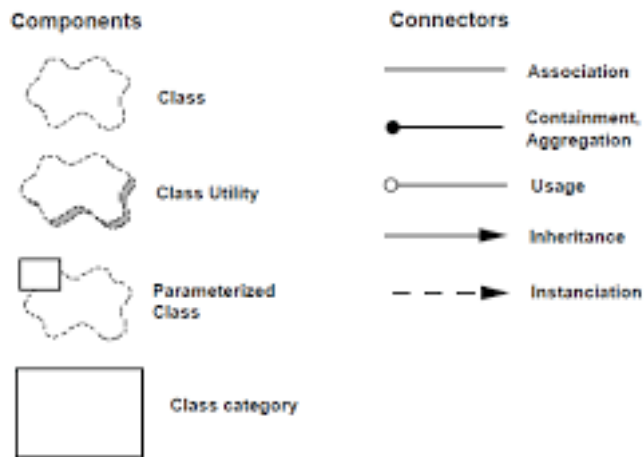 Components
Class
Class Utility
Parameterized
Class
Class category
Connectors
Association
Containment,
Aggregation
Usage
Inheritance
Instanciation